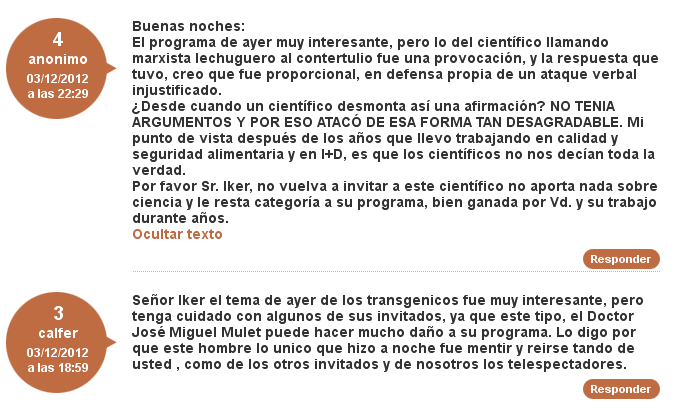 4
anonimo
03/12/2012
a las 22:29
Buenas noches:
El programa de ayer muy interesante, pero lo del científico llamando
marxista lechuguero al contertulio fue una provocación, y la respuesta que
tuvo, creo que fue proporcional, en defensa propia de un ataque verbal
injustificado.
¿Desde cuando un científico desmonta así una afirmación? NO TENIA
ARGUMENTOS Y POR ESO ATACÓ DE ESA FORMA TAN DESAGRADABLE. Mi
punto de vista después de los años que llevo trabajando en calidad y
seguridad alimentaria y en I+D, es que los científicos no nos decían toda la
verdad.
Por favor Sr. Iker, no vuelva a invitar a este científico no aporta nada sobre
ciencia y le resta categoría a su programa, bien ganada por Vd. y su trabajo
durante años.
Ocultar texto
Responder
3
calfer
03/12/2012
a las 18:59
Señor Iker el tema de ayer de los transgenicos fue muy interesante, pero
tenga cuidado con algunos de sus invitados, ya que este tipo, el Doctor
José Miguel Mulet puede hacer mucho daño a su programa. Lo digo por
que este hombre lo unico que hizo a noche fue mentir y reirse tando de
usted , como de los otros invitados y de nosotros los telespectadores.
Responder